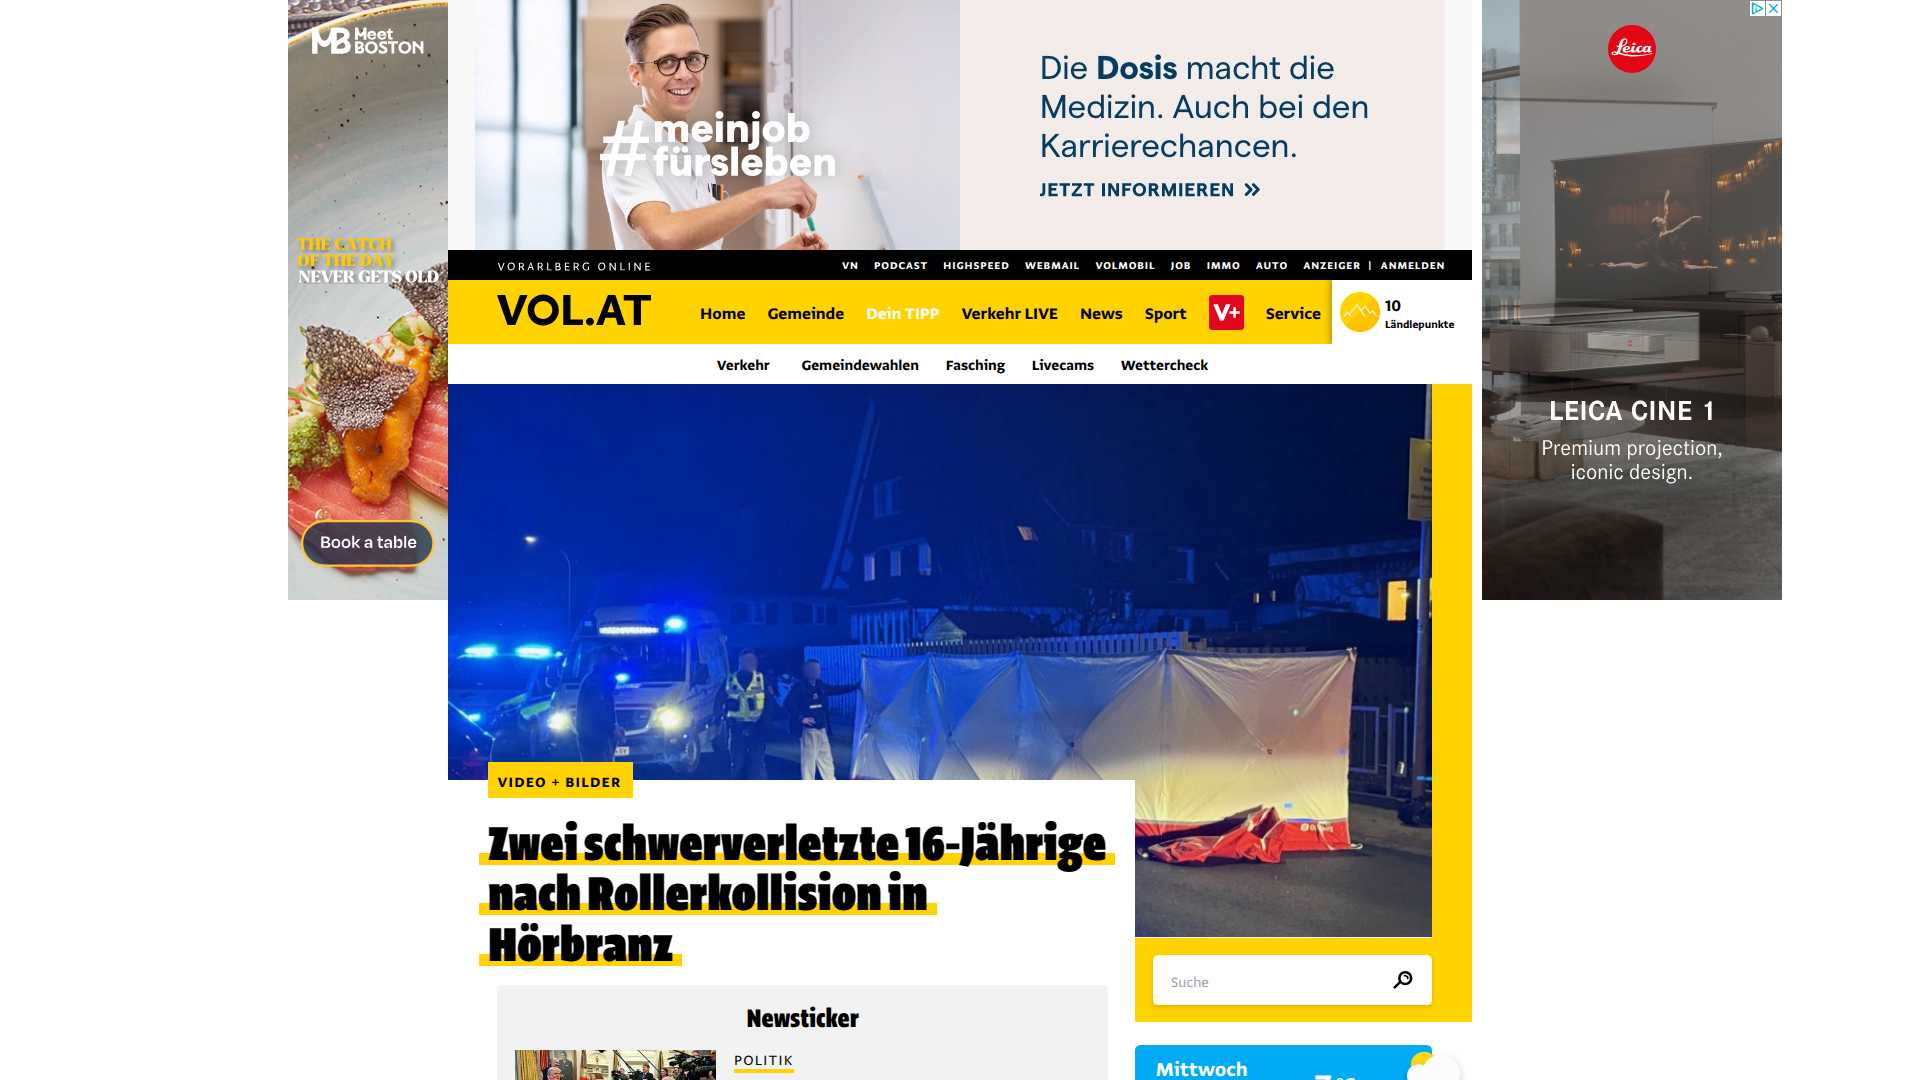 Meet
BOSTON
THE CATCH
OF THE DAY
NEVER GETS OLD
Book a table
#meinjob
fürsleben
Die Dosis macht die
Medizin. Auch bei den
Karrierechancen.
JETZT INFORMIEREN »
Leica
LEICA CINE 1
Premium projection,
iconic design.
VORARLBERG ONLINE
VN PODCAST HIGHSPEED WEBMAIL VOLMOBIL JOB IMMO AUTO ANZEIGER | ANMELDEN
VOL.AT
Home Gemeinde Dein TIPP Verkehr LIVE News Sport V+ Service
10
Ländlepunkte
Verkehr Gemeindewahlen Fasching Livecams Wettercheck
VIDEO + BILDER
Zwei schwerverletzte 16-Jährige
nach Rollerkollision in
Hörbranz
Suche
Newsticker
POLITIK
Mittwoch